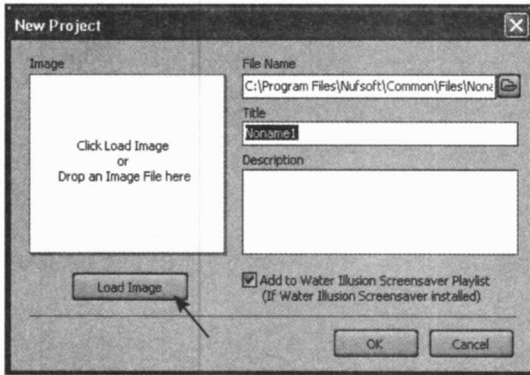 New Project
Image
Click Load Image
or
Drop an Image File here
Load Image
File Name
C:\Program Files\Nufsoft\Common\Files\Nona
Title
Noname1
Description
Add to Water Illusion Screensaver Playlist
(If Water Illusion Screensaver installed)
OK
Cancel